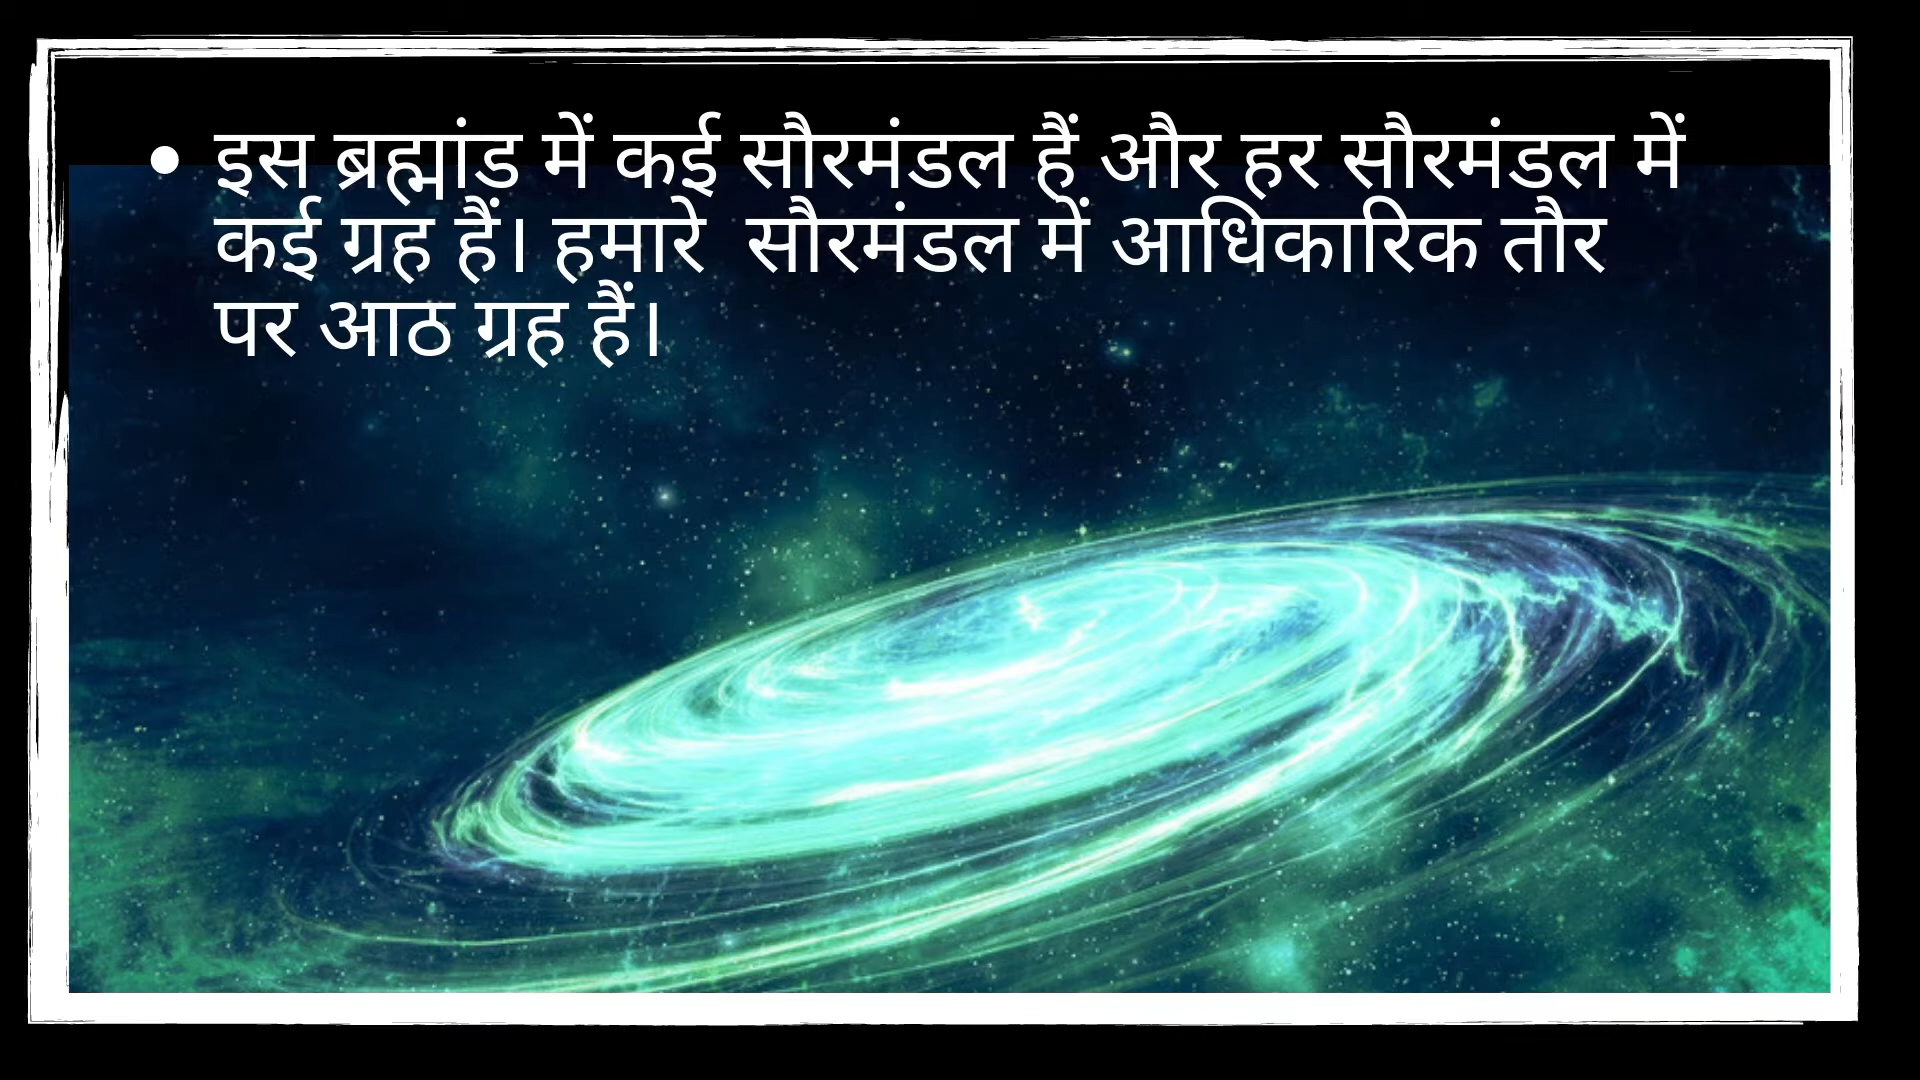 • इस ब्रह्मांड में कई सौरमंडल हैं और हर सौरमंडल में
कई ग्रह हैं। हमारे  सौरमंडल में आधिकारिक तौर
पर आठ ग्रह हैं।